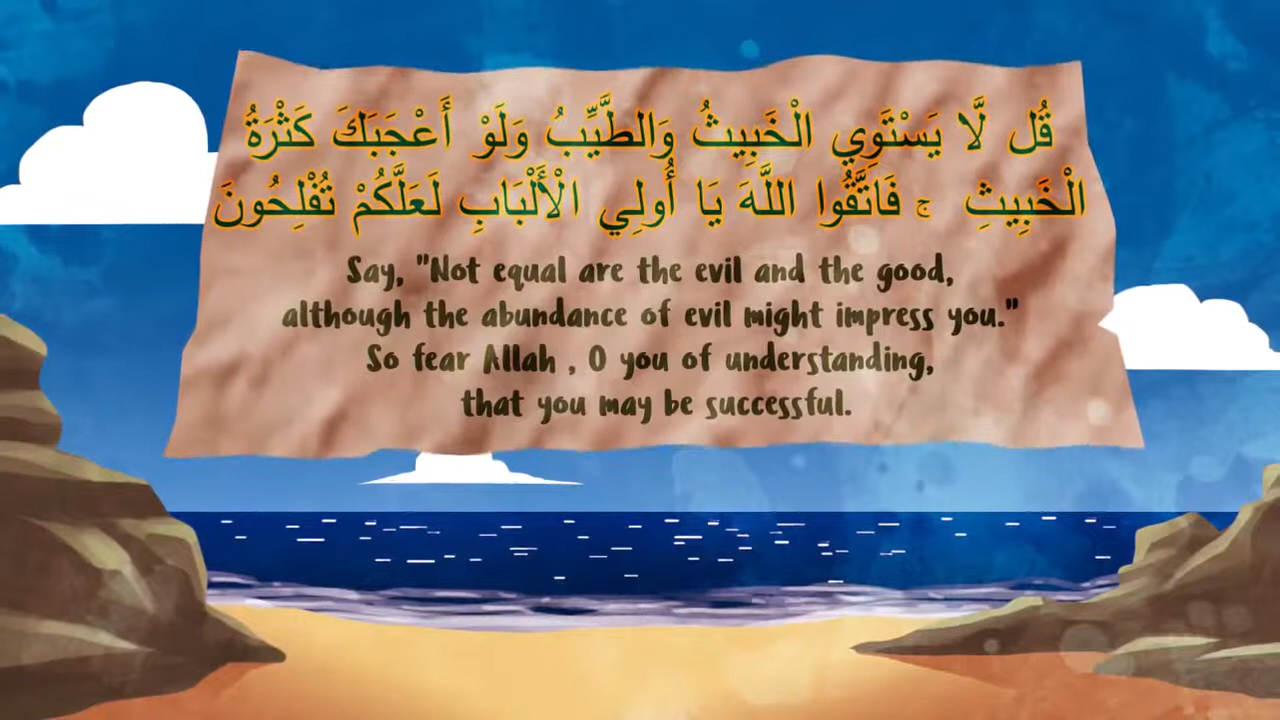 قُل لَّا يَسْتَوِي الْخَبِيثُ وَالطَّيِّبُ وَلَوْ أَعْجَبَكَ كَثْرَةُ
الْخَبِيثِ ۚ فَاتَّقُوا اللَّهَ يَا أُولِي الْأَلْبَابِ لَعَلَّكُمْ تُفْلِحُونَ
Say, "Not equal are the evil and the good,
although the abundance of evil might impress you."
So fear Allah , O you of understanding,
that you may be successful.